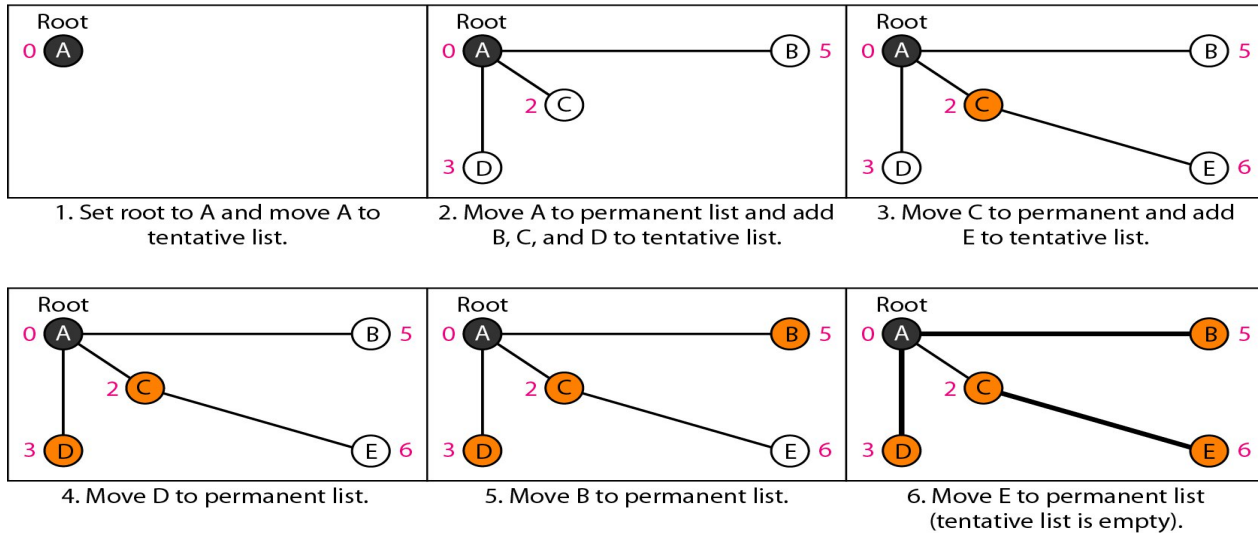 Root
0 A
1. Set root to A and move A to
tentative list.
Root
0 A B 5
2 C
3 D
2. Move A to permanent list and add
B, C, and D to tentative list.
Root
0 A B 5
2 C
3 D E 6
3. Move C to permanent and add
E to tentative list.
Root
0 A B 5
2 C
3 D E 6
4. Move D to permanent list.
Root
0 A B 5
2 C
3 D E 6
5. Move B to permanent list.
Root
0 A B 5
2 C
3 D E 6
6. Move E to permanent list
(tentative list is empty).